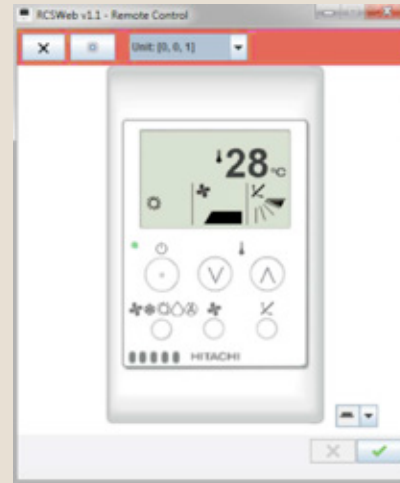 RCSWeb v1.1 - Remote Control
Unit: [0, 0, 1]
28°C
HITACHI